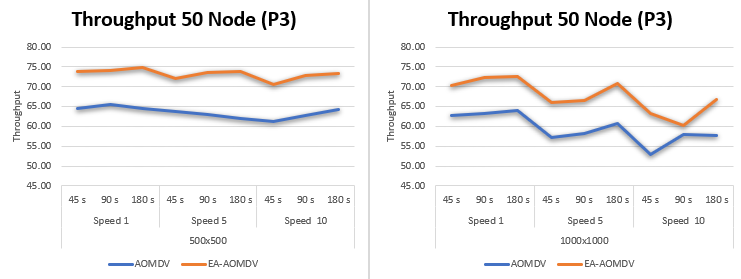 Throughput 50 Node (P3)
80.00
75.00
70.00
65.00
60.00
55.00
50.00
45.00
Throughput
45 s 90 s 180 s 45 s 90 s 180 s 45 s 90 s 180 s
Speed 1 Speed 5 Speed 10
500x500
AOMDV EA-AOMDV
Throughput 50 Node (P3)
80.00
75.00
70.00
65.00
60.00
55.00
50.00
45.00
Throughput
45 s 90 s 180 s 45 s 90 s 180 s 45 s 90 s 180 s
Speed 1 Speed 5 Speed 10
1000x1000
AOMDV EA-AOMDV